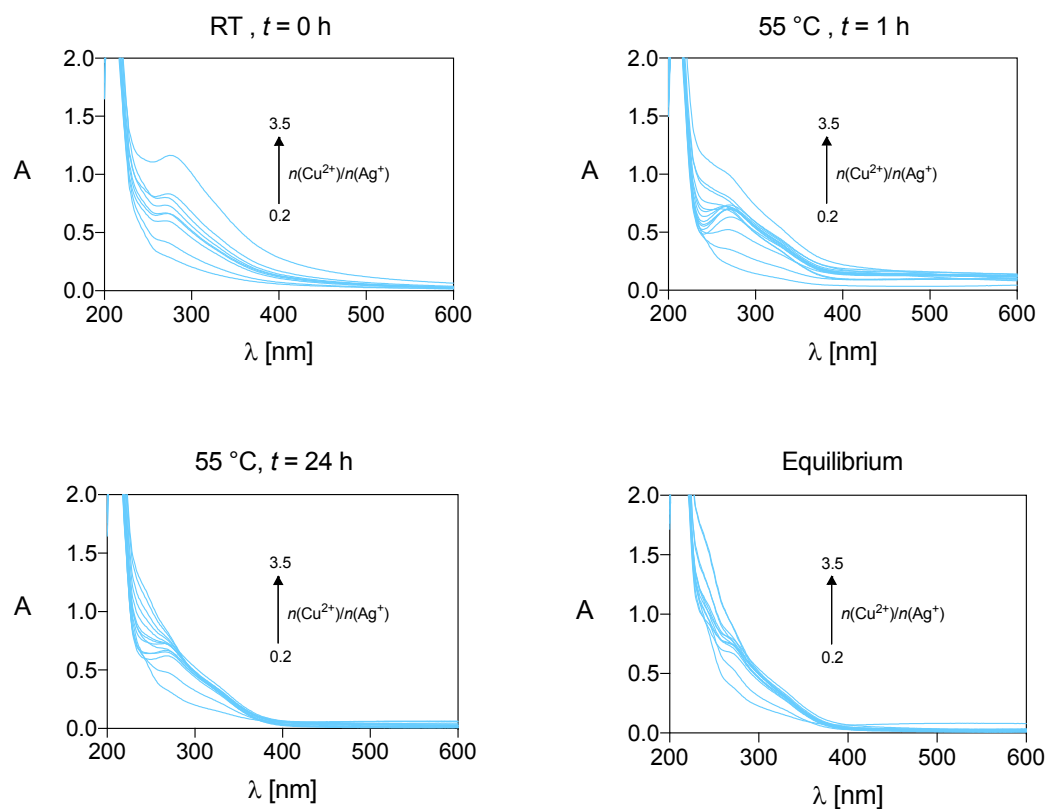 RT , t = 0 h
2.0
1.5
1.0
0.5
0.0
A
3.5
n(Cu²⁺)/n(Ag⁺)
0.2
200 300 400 500 600
λ [nm]
55 °C , t = 1 h
2.0
1.5
1.0
0.5
0.0
A
3.5
n(Cu²⁺)/n(Ag⁺)
0.2
200 300 400 500 600
λ [nm]
55 °C, t = 24 h
2.0
1.5
1.0
0.5
0.0
A
3.5
n(Cu²⁺)/n(Ag⁺)
0.2
200 300 400 500 600
λ [nm]
Equilibrium
2.0
1.5
1.0
0.5
0.0
A
3.5
n(Cu²⁺)/n(Ag⁺)
0.2
200 300 400 500 600
λ [nm]